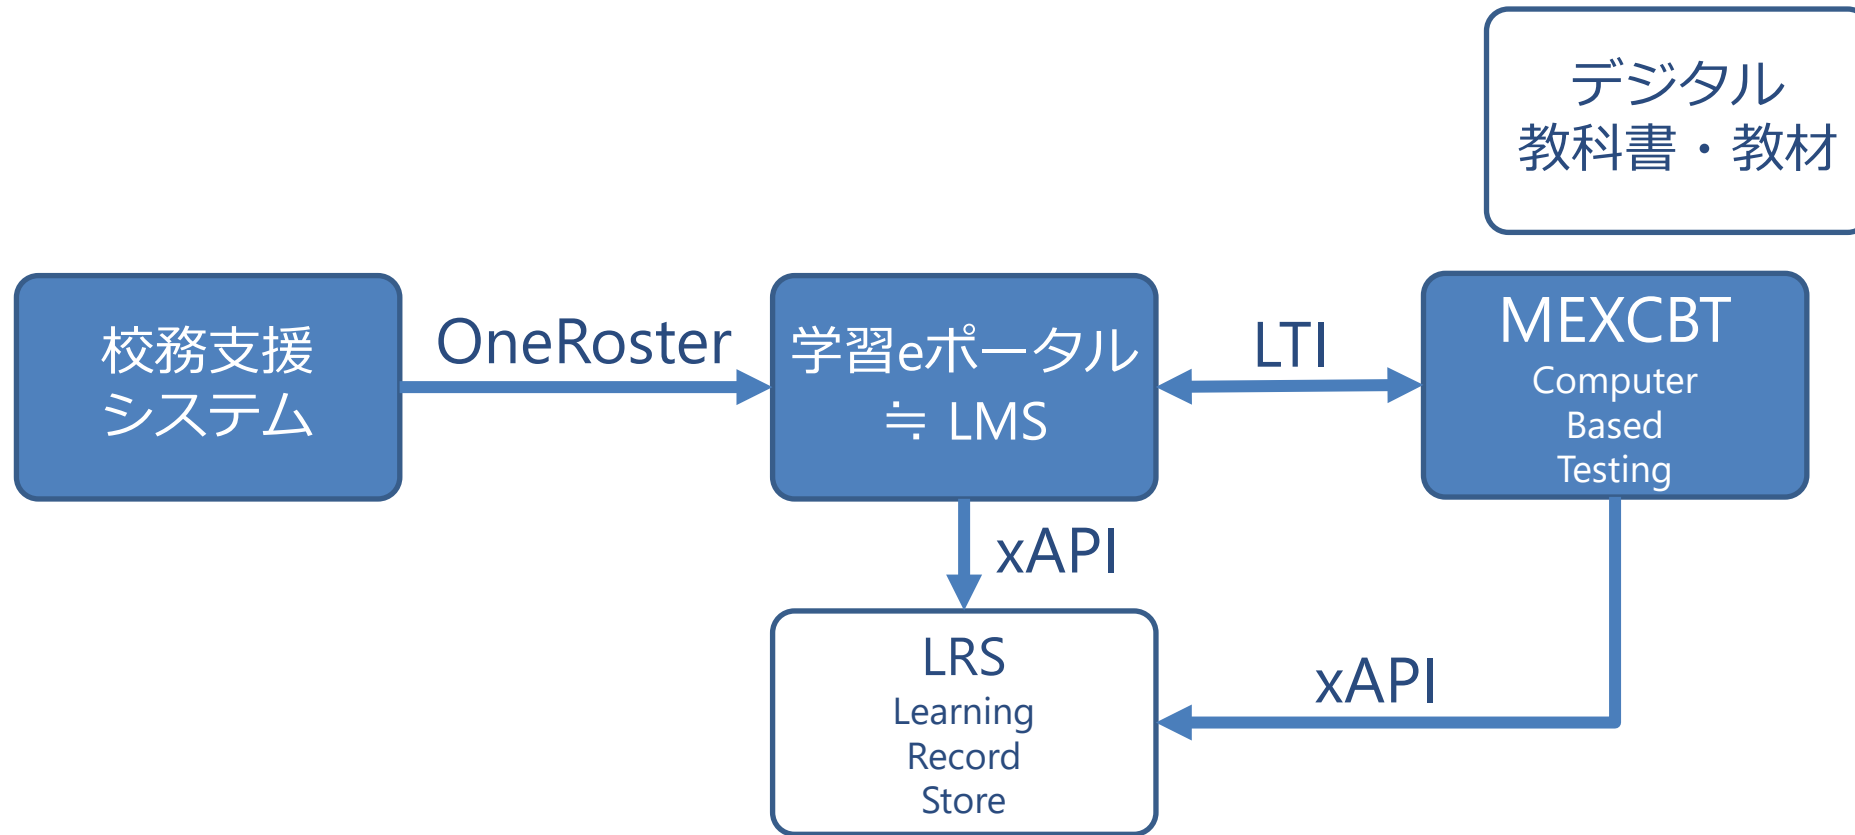 デジタル
教科書・教材
校務支援
システム
OneRoster
学習eポータル
≒ LMS
LTI
MEXCBT
Computer
Based
Testing
xAPI
LRS
Learning
Record
Store
xAPI